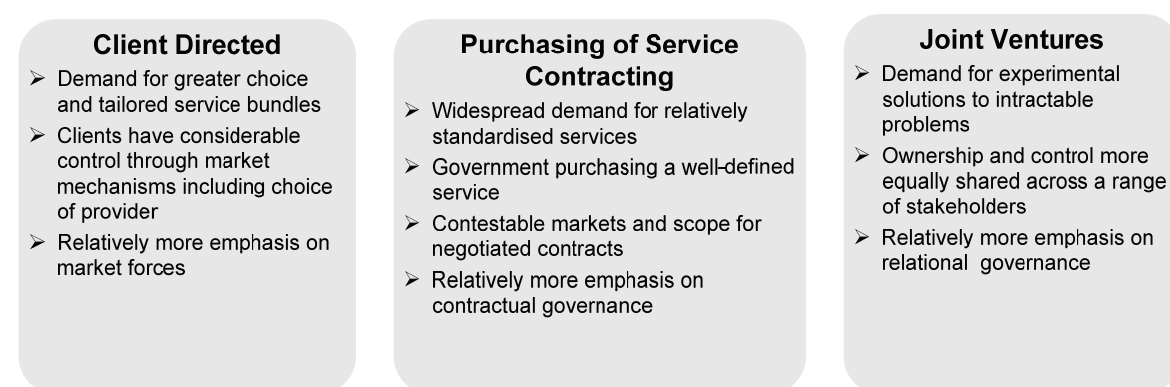 Client Directed
➢ Demand for greater choice
and tailored service bundles
➢ Clients have considerable
control through market
mechanisms including choice
of provider
➢ Relatively more emphasis on
market forces
Purchasing of Service
Contracting
➢ Widespread demand for relatively
standardised services
➢ Government purchasing a well-defined
service
➢ Contestable markets and scope for
negotiated contracts
➢ Relatively more emphasis on
contractual governance
Joint Ventures
➢ Demand for experimental
solutions to intractable
problems
➢ Ownership and control more
equally shared across a range
of stakeholders
➢ Relatively more emphasis on
relational governance